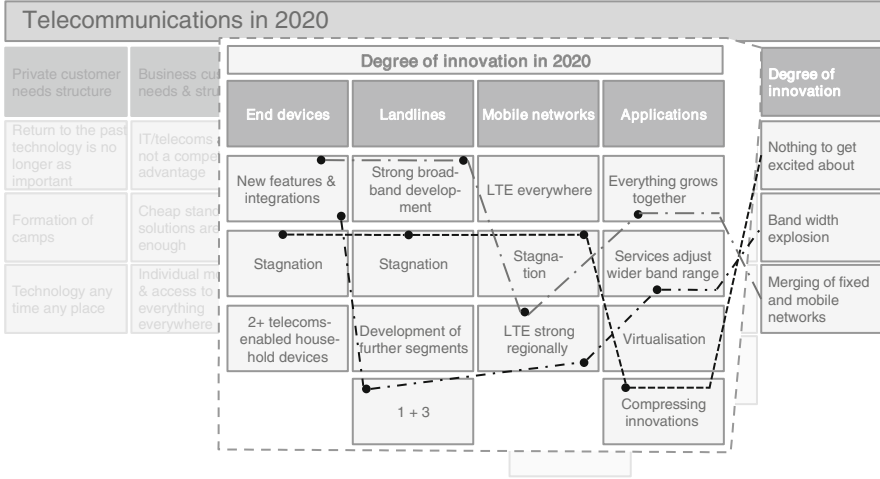 Telecommunications in 2020
Private customer
needs structure
Business cu
needs & stru
Return to the past
technology is no
longer as
important
IT/telecoms
not a compe
advantage
Formation of
camps
Cheap stand
solutions are
enough
Technology any
time any place
Individual m
& access to
everything
everywhere
Degree of innovation in 2020
End devices
Landlines
Mobile networks
Applications
New features &
integrations
Strong broad-
band develop-
ment
LTE everywhere
Everything grows
together
Stagnation
Stagnation
Stagna-
tion
Services adjust
wider band range
2+ telecoms-
enabled house-
hold devices
Development of
further segments
LTE strong
regionally
Virtualisation
1 + 3
Compressing
innovations
Degree of
innovation
Nothing to get
excited about
Band width
explosion
Merging of fixed
and mobile
networks